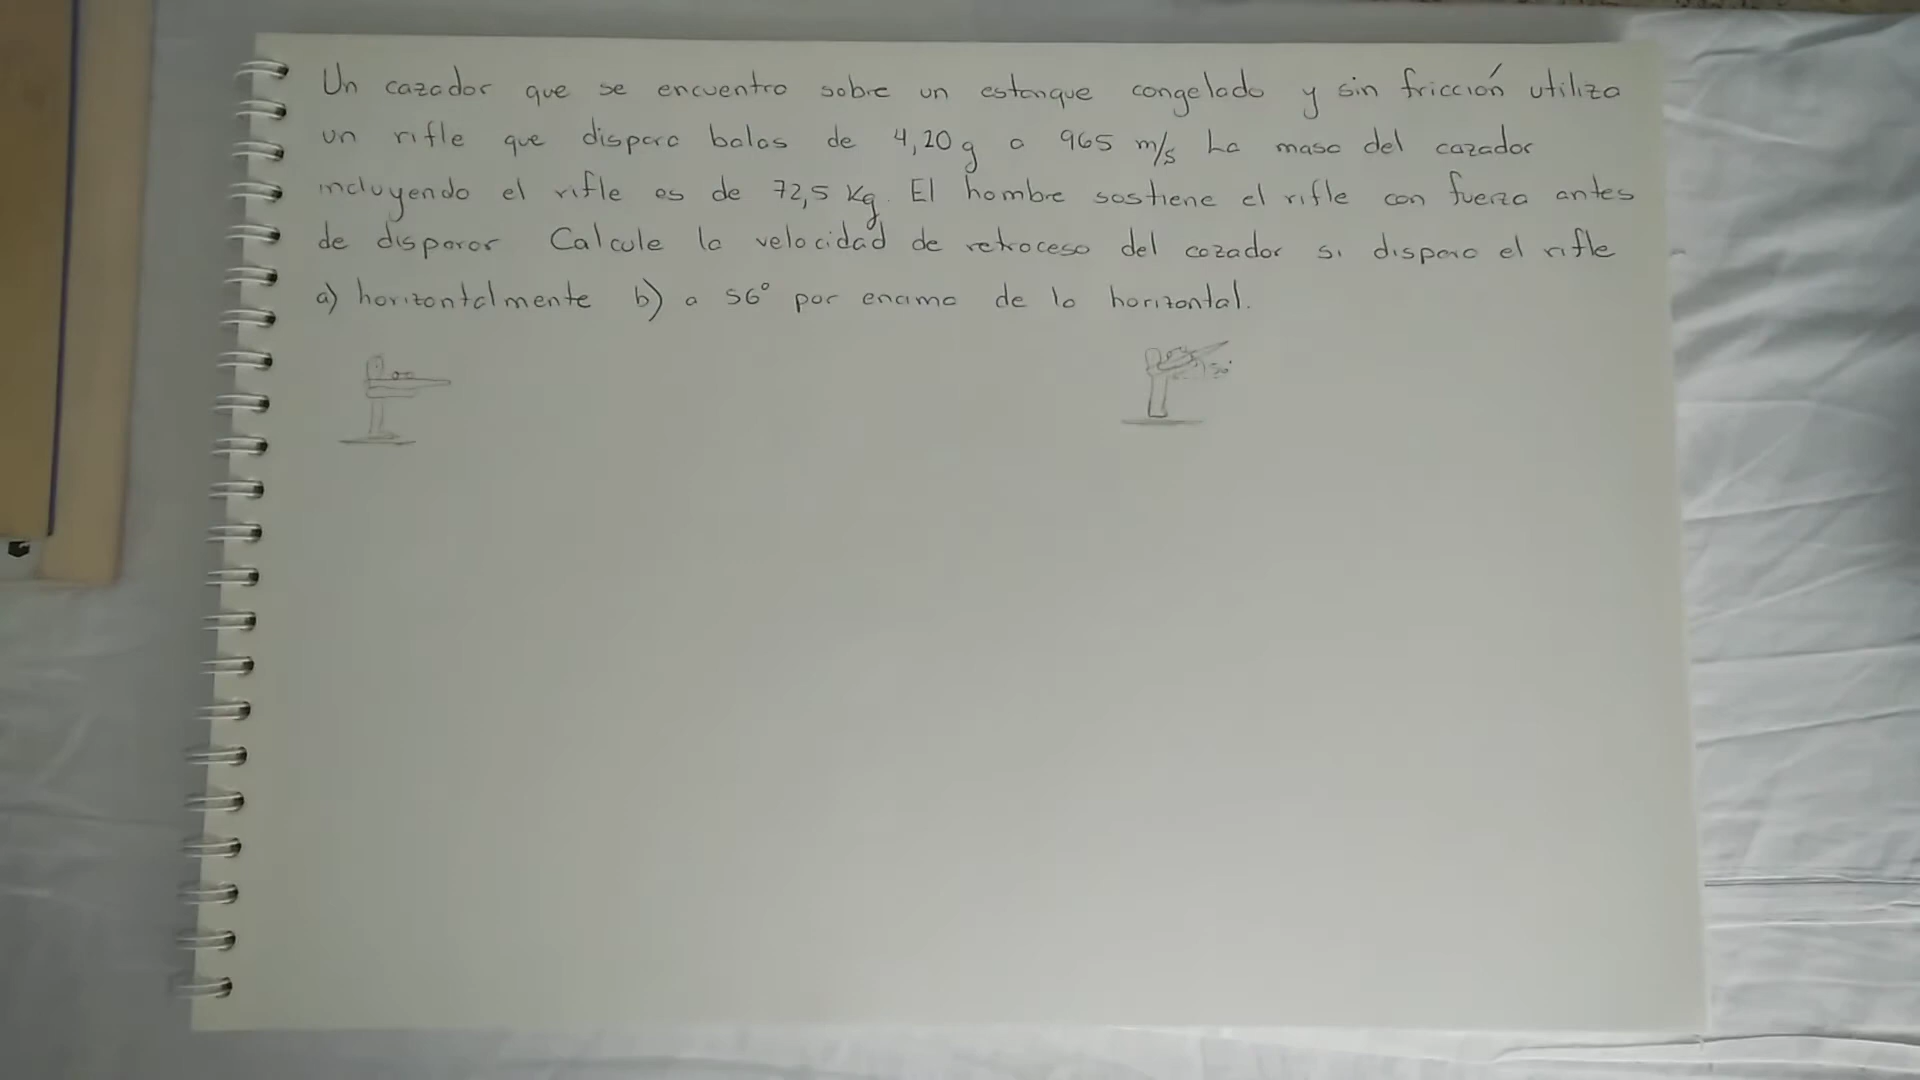 Un cazador que se encuentra sobre un estanque congelado y sin fricción utiliza
un rifle que dispara balas de 4,20 g a 965 m/s La masa del cazador
incluyendo el rifle es de 72,5 Kg. El hombre sostiene el rifle con fuerza antes
de disparar Calcule la velocidad de retroceso del cazador si dispara el rifle
a) horizontalmente b) a 56° por encima de la horizontal.
56°